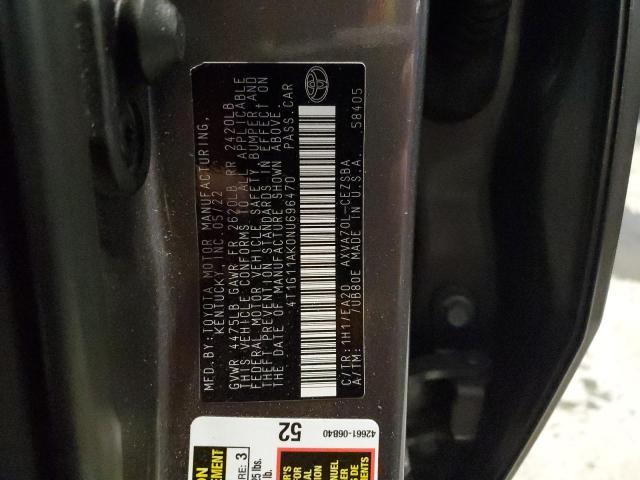 MFD.BY: TOYOTA MOTOR MANUFACTURING,
KENTUCKY, INC. 05/22
GVWR 4475LB GAWR FR 2620LB RR 2420LB
THIS VEHICLE CONFORMS TO ALL APPLICABLE
FEDERAL MOTOR VEHICLE SAFETY BUMPER AND
THEFT PREVENTION STANDARDS IN EFFECT ON
THE DATE OF MANUFACTURE SHOWN ABOVE.
4T1G11AK0NU696470 PASS.CAR
C/TR: 1H1/EA20 AXVA70L-CEZSBA
A/TM: /UB80E MADE IN U.S.A. 58405
52
42661-06B40